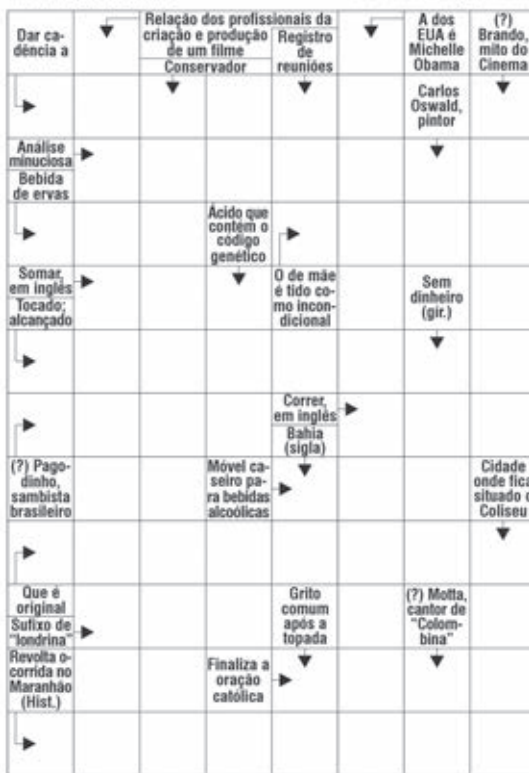 Dar ca-
dência a
Relação dos profissionais da
criação e produção
de um filme
Conservador
Registro
de
reuniões
A dos
EUA é
Michelle
Obama
(?)
Brando,
mito do
Cinema
Carlos
Oswald,
pintor
Análise
minuciosa
Bebida
de ervas
Ácido que
contém o
código
genético
Somar,
em inglês
Tocado;
alcançado
O de mãe
é tido co-
mo incon-
dicional
Sem
dinheiro
(gír.)
Correr,
em inglês
Bahia
(sigla)
(?) Pago-
dinho,
sambista
brasileiro
Móvel ca-
seiro pa-
ra bebidas
alcoólicas
Cidade
onde fica
situado o
Coliseu
Que é
original
Sufixo de
"londrina"
Grito
comum
após a
topada
(?) Motta,
cantor de
"Colom-
bina"
Revolta o-
corrida no
Maranhão
(Hist.)
Finaliza a
oração
católica